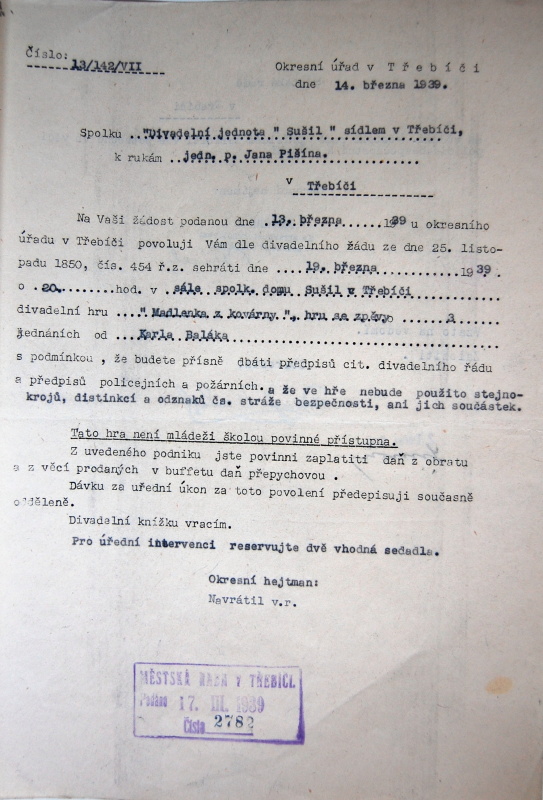 Číslo: 13/142/VII
Okresní úřad v T ř e b í č i
dne 14. března 1939.
Spolku .."Divadelní jednota " Sušil " sídlem v Třebíči,
k rukám ..jedn. p. Jana Pišína.
v Třebíči
Na Vaši žádost podanou dne .13. března......1939 u okresního
úřadu v Třebíči povoluji Vám dle divadelního řádu ze dne 25. listo-
padu 1850, čís. 454 ř.z. sehráti dne ....19. března..........1939.
o .20.........hod. v sále spolk. domu Sušil v Třebíči
divadelní hru ..." Madlenka z kovárny ". hru se zpěvy o ...3....
jednáních od ...Karla Baláka
s podmínkou , že budete přísně dbáti předpisů cit. divadelního řádu
a předpisů policejních a požárních. a že ve hře nebude použito stejno-
krojů, distinkcí a odznaků čs. stráže bezpečnosti, ani jich součástek.
Tato hra není mládeži školou povinné přístupna.
Z uvedeného podniku jste povinni zaplatiti daň z obratu
a z věcí prodaných v buffetu daň přepychovou .
Dávku za uřední úkon za toto povolení předepisuji současně
odděleně.
Divadelní knížku vracím.
Pro úřední intervenci reservujte dvě vhodná sedadla.
Okresní hejtman:
Navrátil v.r.
MĚSTSKÁ RADA V TŘEBÍČI.
Podáno 17. III. 1939
Číslo 2782